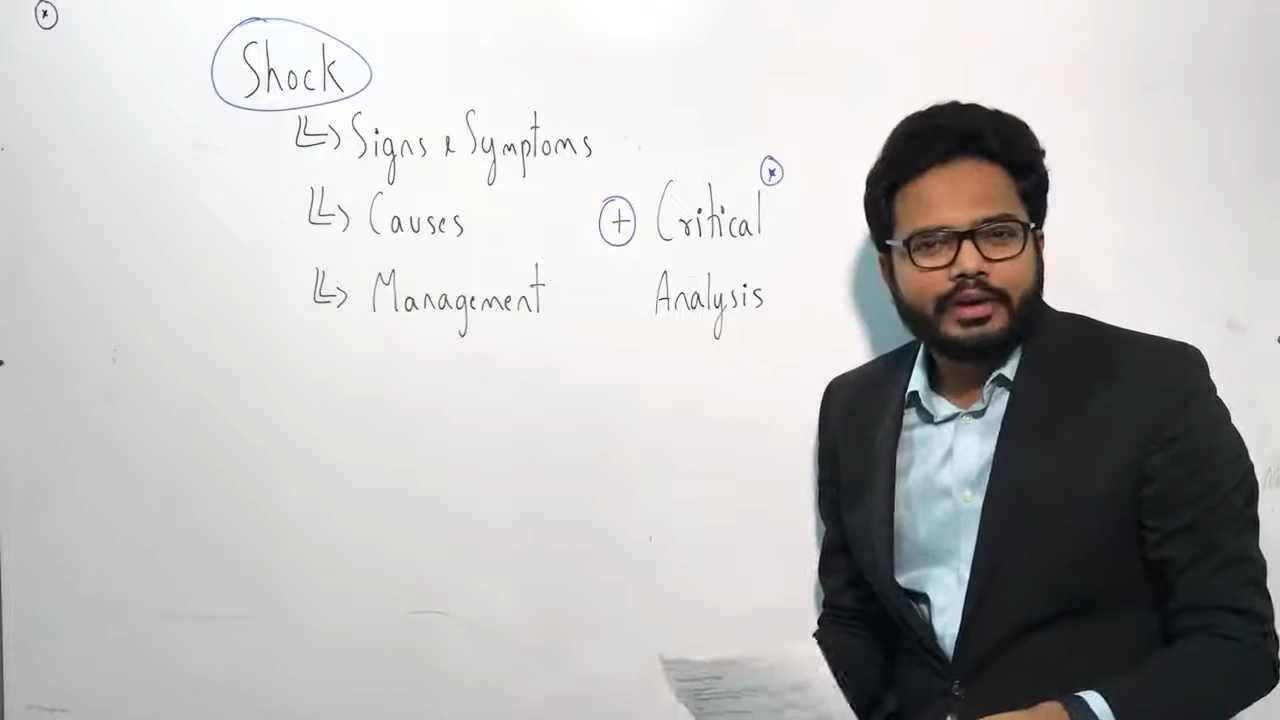 Shock
Signs & Symptoms
Causes
Management
+ Critical
Analysis